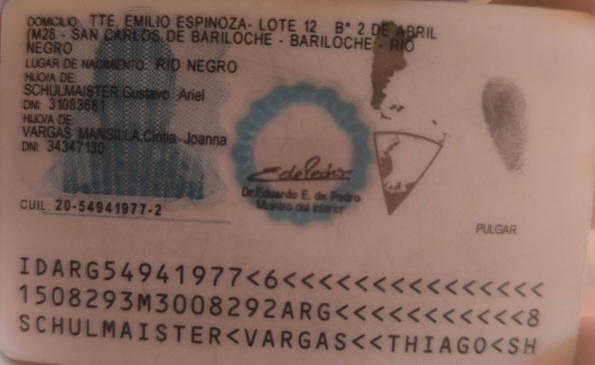 DOMICILIO: TTE. EMILIO ESPINOZA- LOTE 12 B° 2 DE ABRIL
(M28 - SAN CARLOS DE BARILOCHE - BARILOCHE - RIO
NEGRO
LUGAR DE NACIMIENTO: RIO NEGRO
HIJO/A DE:
SCHULMAISTER,Gustavo Ariel
DNI: 31083681
HIJO/A DE:
VARGAS MANSILLA,Cintia Joanna
DNI: 34347130
CUIL: 20-54941977-2
EdePedro
Dr.Eduardo E. de Pedro
Ministro del Interior
PULGAR
IDARG54941977<6<<<<<<<<<<<<<<<
1508293M3008292ARG<<<<<<<<<<<8
SCHULMAISTER<VARGAS<<THIAGO<SH